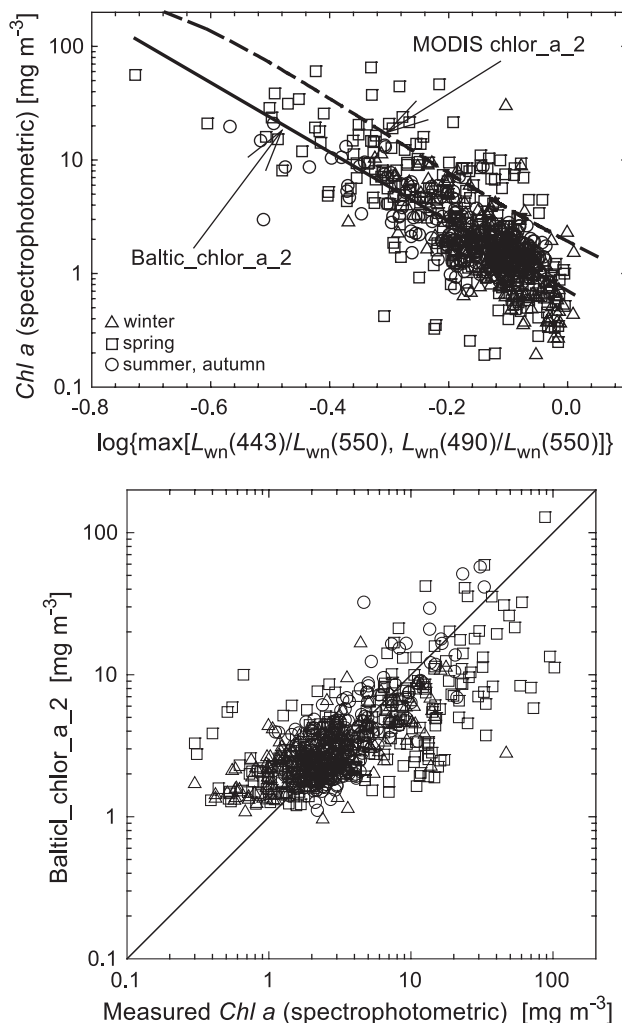 Chl a (spectrophotometric) [mg m-3]
100
10
1
0.1
MODIS chlor_a_2
Baltic_chlor_a_2
winter
spring
summer, autumn
-0.8 -0.6 -0.4 -0.2 0.0
log{max[Lwn(443)/Lwn(550), Lwn(490)/Lwn(550)]}
BalticI_chlor_a_2 [mg m-3]
100
10
1
0.1
0.1 1 10 100
Measured Chl a (spectrophotometric) [mg m-3]